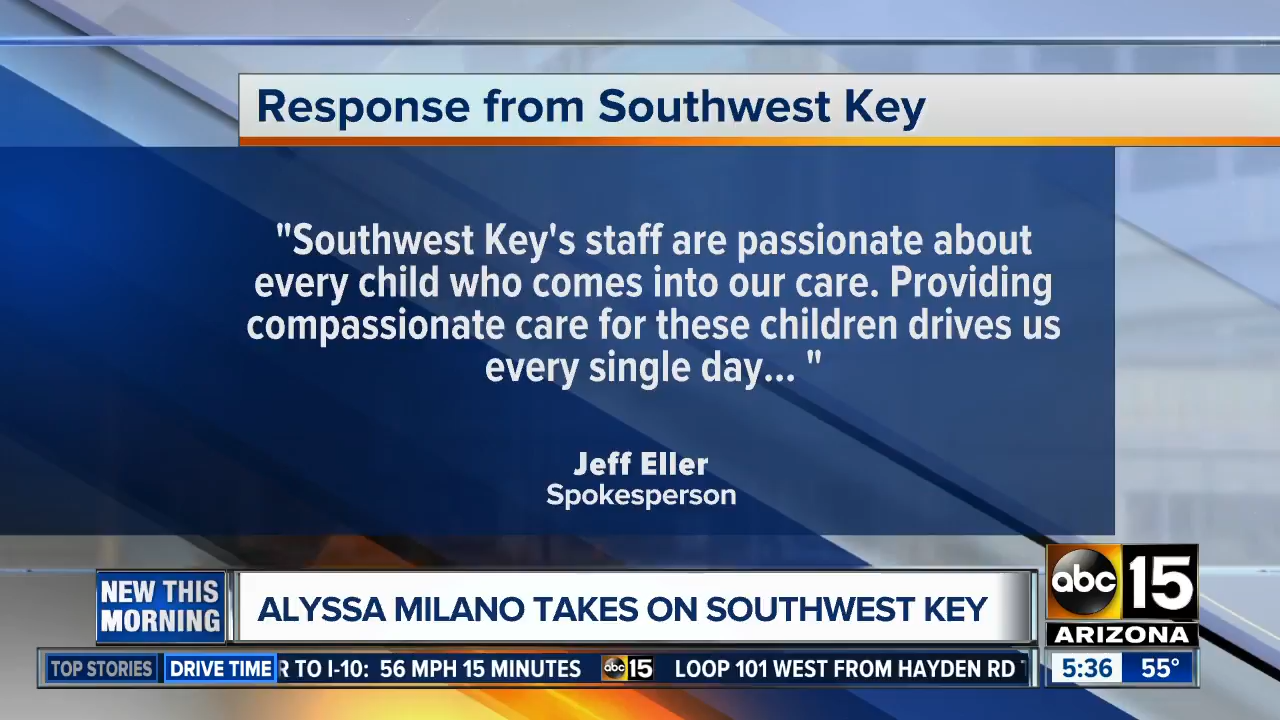 Response from Southwest Key
"Southwest Key's staff are passionate about
every child who comes into our care. Providing
compassionate care for these children drives us
every single day... "
Jeff Eller
Spokesperson
NEW THIS
MORNING
ALYSSA MILANO TAKES ON SOUTHWEST KEY
abc 15
ARIZONA
TOP STORIES DRIVE TIME R TO I-10: 56 MPH 15 MINUTES abc 15 LOOP 101 WEST FROM HAYDEN RD
5:36 55°